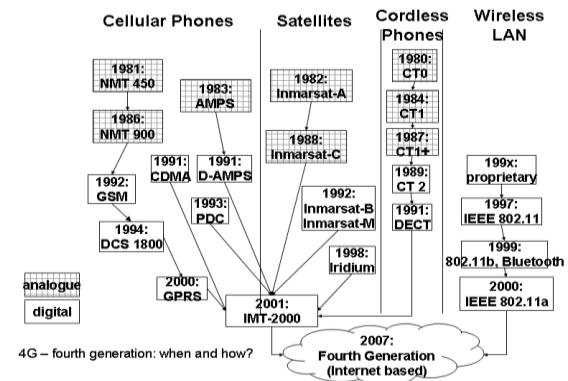 Cellular Phones
Satellites
Cordless
Phones
Wireless
LAN
1981:
NMT 450
1986:
NMT 900
1992:
GSM
1994:
DCS 1800
2000:
GPRS
1983:
AMPS
1991:
CDMA
1991:
D-AMPS
1993:
PDC
1982:
Inmarsat-A
1988:
Inmarsat-C
1992:
Inmarsat-B
Inmarsat-M
1998:
Iridium
1980:
CT0
1984:
CT1
1987:
CT1+
1989:
CT 2
1991:
DECT
199x:
proprietary
1997:
IEEE 802.11
1999:
802.11b, Bluetooth
2000:
IEEE 802.11a
analogue
digital
2001:
IMT-2000
2007:
Fourth Generation
(Internet based)
4G – fourth generation: when and how?